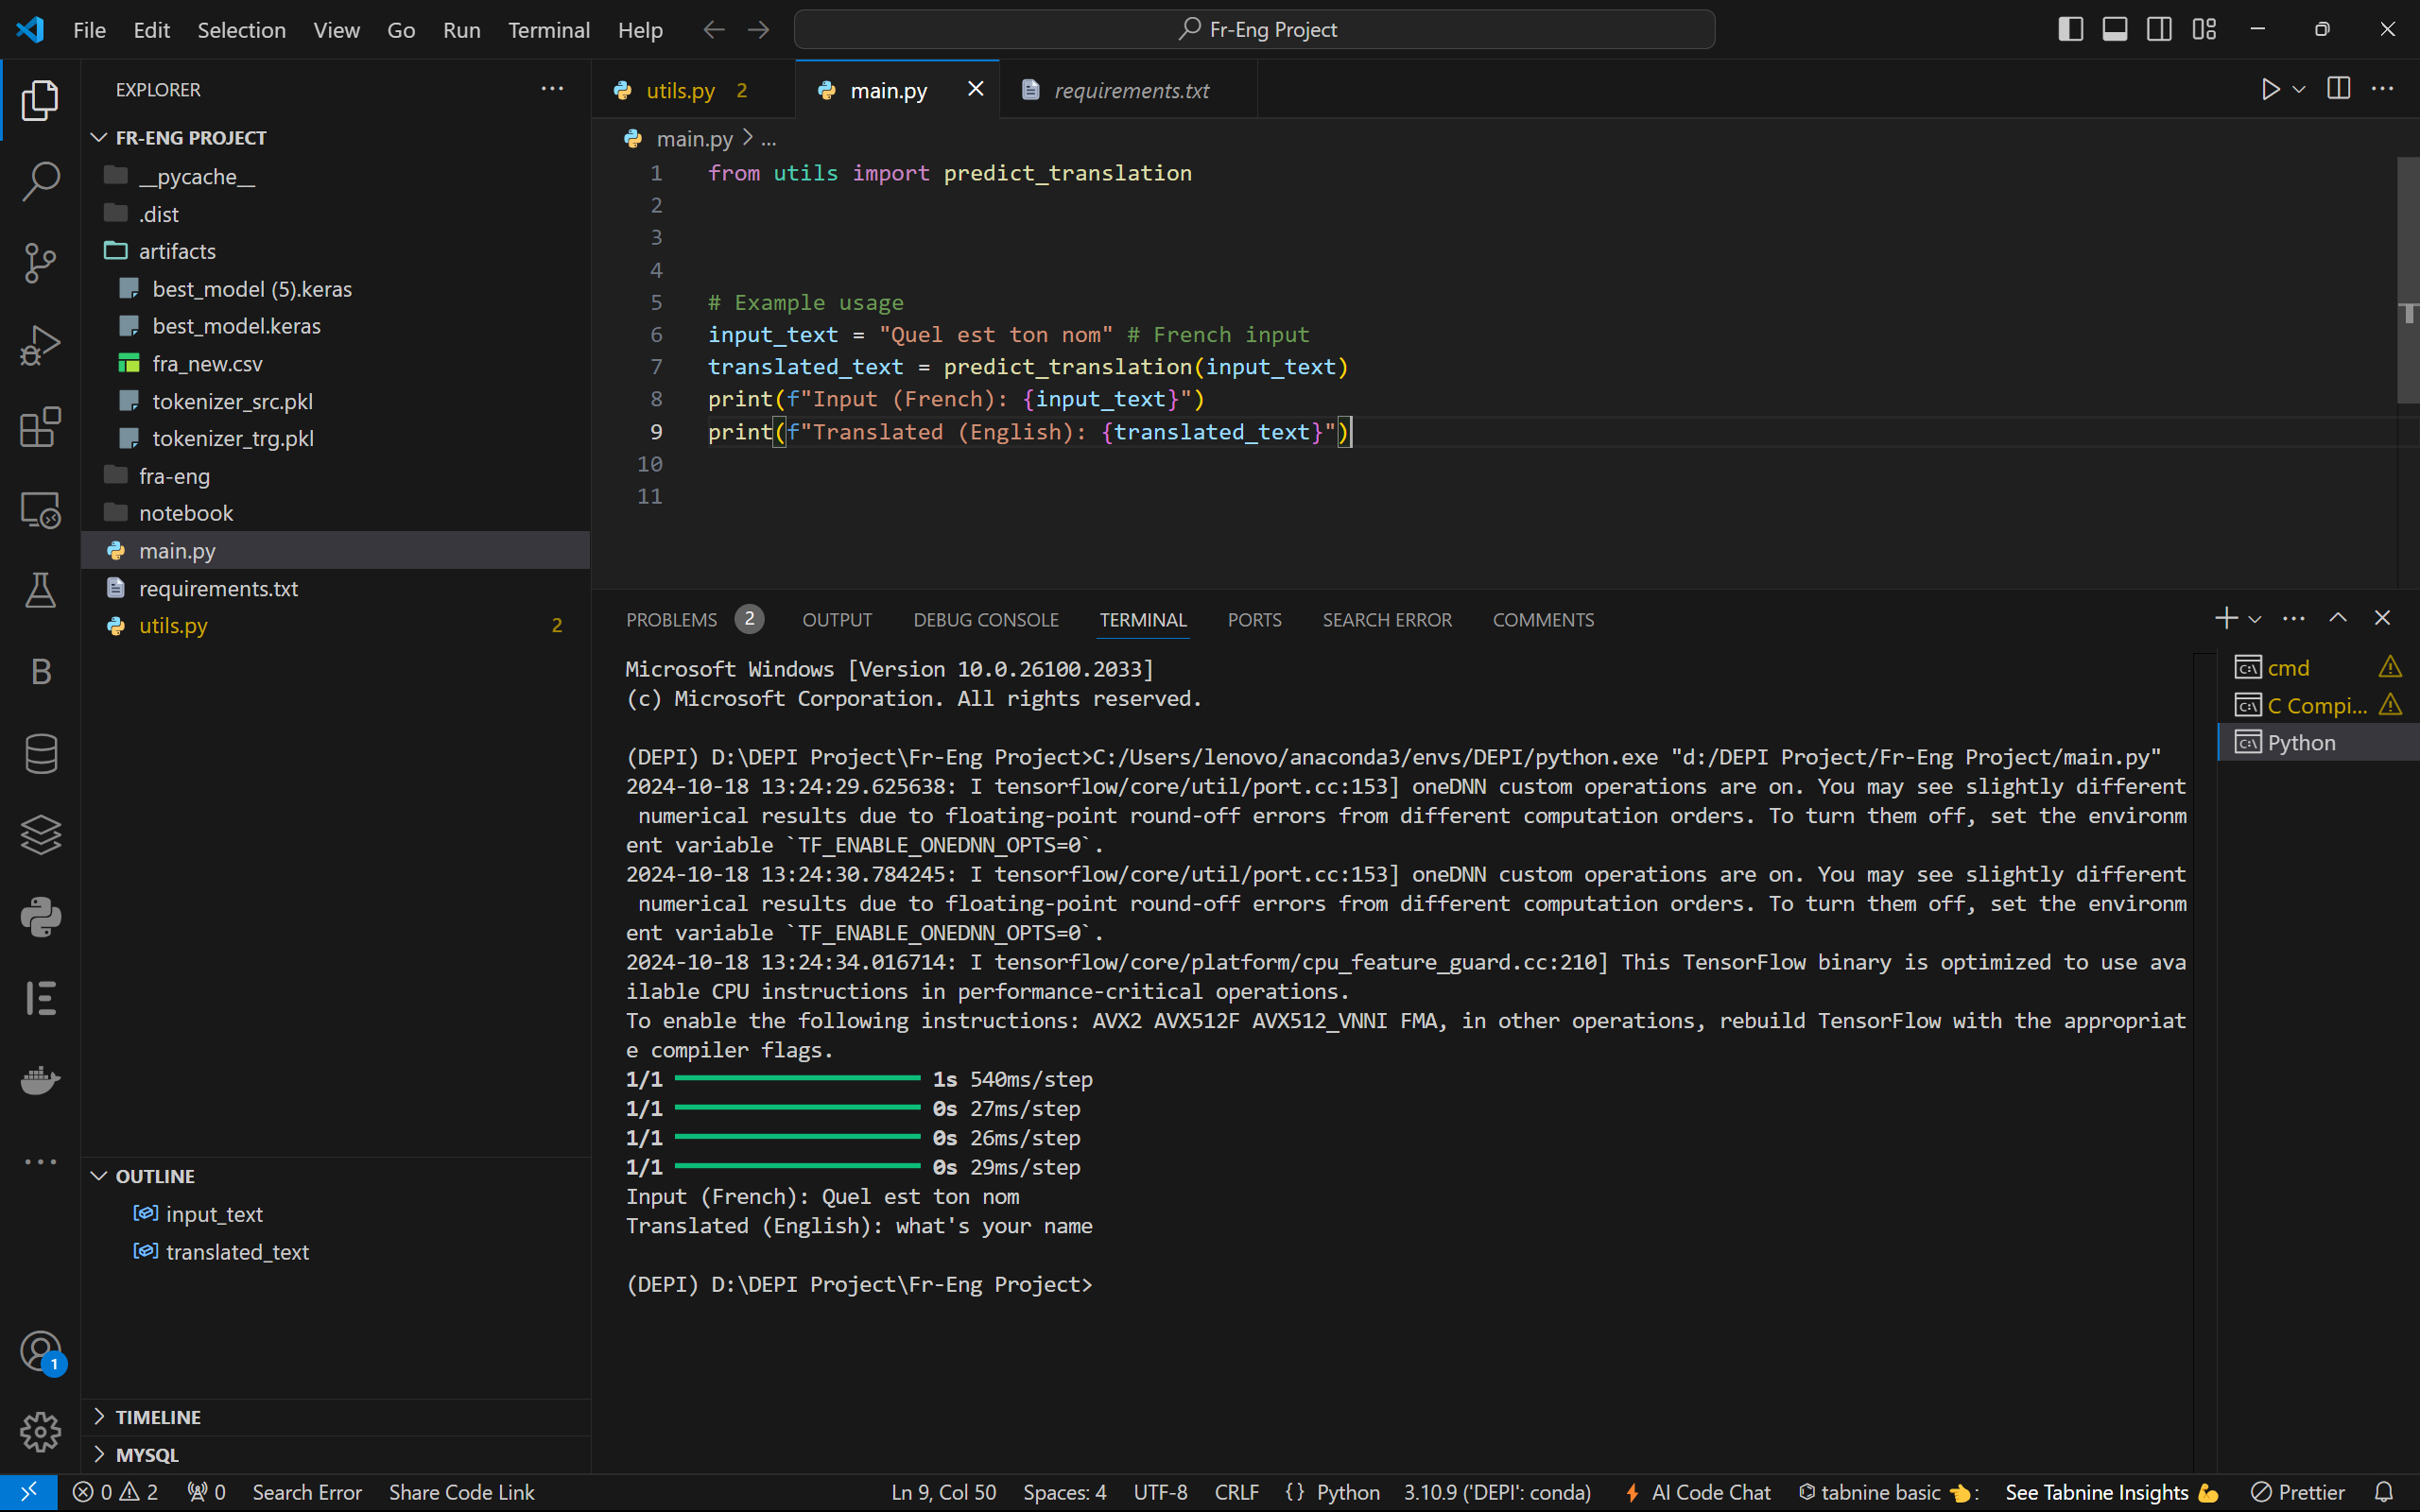 File Edit Selection View Go Run Terminal Help
Fr-Eng Project
EXPLORER
FR-ENG PROJECT
__pycache__
.dist
artifacts
best_model (5).keras
best_model.keras
fra_new.csv
tokenizer_src.pkl
tokenizer_trg.pkl
fra-eng
notebook
main.py
requirements.txt
utils.py 2
B
OUTLINE
input_text
translated_text
1
TIMELINE
MYSQL
utils.py 2 main.py requirements.txt
main.py > ...
1 from utils import predict_translation
2
3
4
5 # Example usage
6 input_text = "Quel est ton nom" # French input
7 translated_text = predict_translation(input_text)
8 print(f"Input (French): {input_text}")
9 print(f"Translated (English): {translated_text}")
10
11
PROBLEMS 2 OUTPUT DEBUG CONSOLE TERMINAL PORTS SEARCH ERROR COMMENTS
Microsoft Windows [Version 10.0.26100.2033]
(c) Microsoft Corporation. All rights reserved.
(DEPI) D:\DEPI Project\Fr-Eng Project>C:/Users/lenovo/anaconda3/envs/DEPI/python.exe "d:/DEPI Project/Fr-Eng Project/main.py"
2024-10-18 13:24:29.625638: I tensorflow/core/util/port.cc:153] oneDNN custom operations are on. You may see slightly different
numerical results due to floating-point round-off errors from different computation orders. To turn them off, set the environm
ent variable `TF_ENABLE_ONEDNN_OPTS=0`.
2024-10-18 13:24:30.784245: I tensorflow/core/util/port.cc:153] oneDNN custom operations are on. You may see slightly different
numerical results due to floating-point round-off errors from different computation orders. To turn them off, set the environm
ent variable `TF_ENABLE_ONEDNN_OPTS=0`.
2024-10-18 13:24:34.016714: I tensorflow/core/platform/cpu_feature_guard.cc:210] This TensorFlow binary is optimized to use ava
ilable CPU instructions in performance-critical operations.
To enable the following instructions: AVX2 AVX512F AVX512_VNNI FMA, in other operations, rebuild TensorFlow with the appropriat
e compiler flags.
1/1 1s 540ms/step
1/1 0s 27ms/step
1/1 0s 26ms/step
1/1 0s 29ms/step
Input (French): Quel est ton nom
Translated (English): what's your name
(DEPI) D:\DEPI Project\Fr-Eng Project>
cmd
C Compi...
Python
0 2 0 Search Error Share Code Link Ln 9, Col 50 Spaces: 4 UTF-8 CRLF {} Python 3.10.9 ('DEPI': conda) AI Code Chat tabnine basic 👈: See Tabnine Insights 💪 Prettier